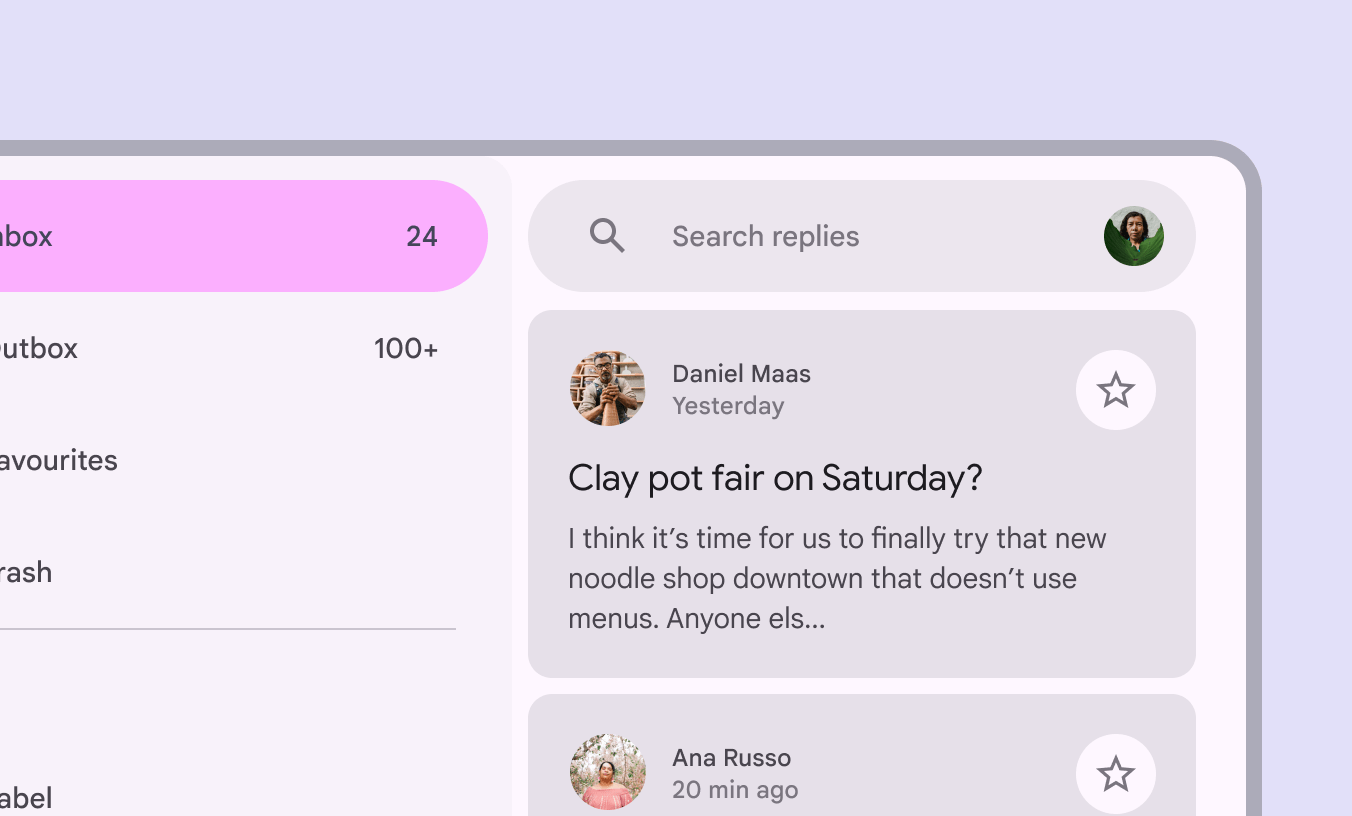 nbox 24
utbox 100+
avourites
rash
abel
Search replies
Daniel Maas
Yesterday
Clay pot fair on Saturday?
I think it’s time for us to finally try that new
noodle shop downtown that doesn’t use
menus. Anyone els...
Ana Russo
20 min ago